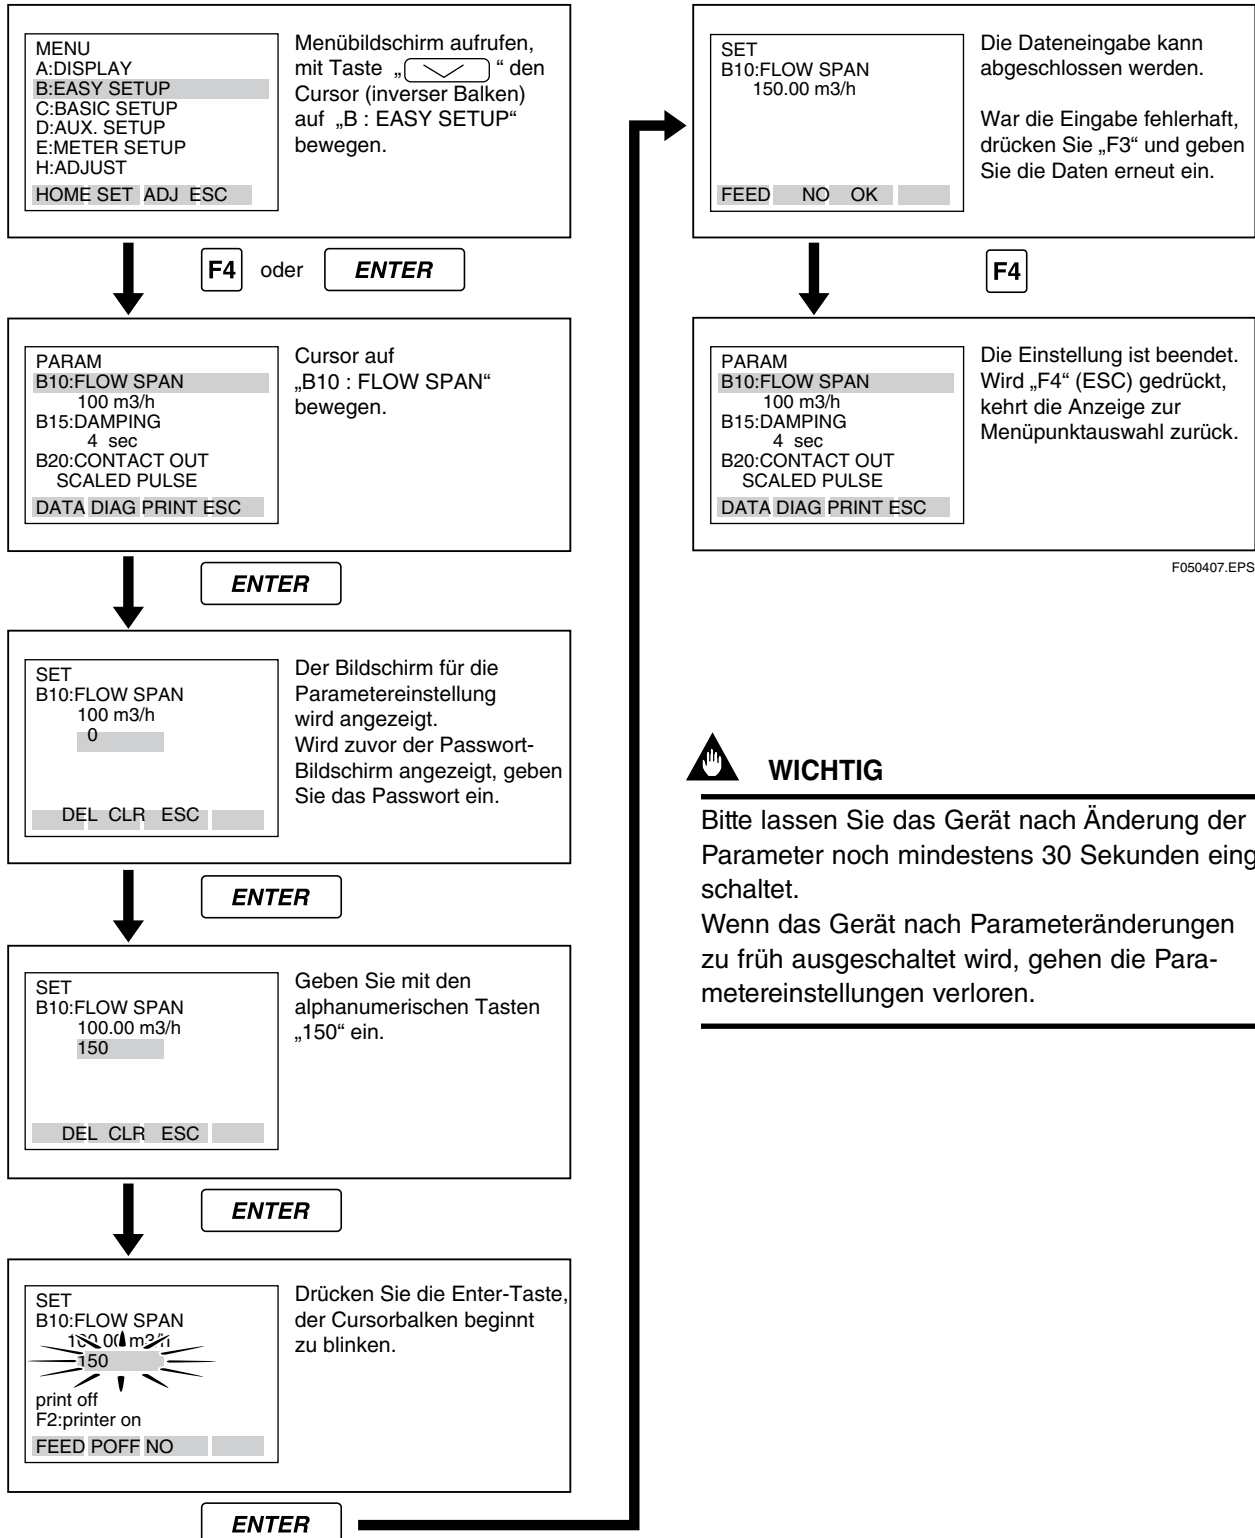 MENU
A:DISPLAY
B:EASY SETUP
C:BASIC SETUP
D:AUX. SETUP
E:METER SETUP
H:ADJUST
HOME SET ADJ ESC
Menübildschirm aufrufen,
mit Taste „ “ den
Cursor (inverser Balken)
auf „B : EASY SETUP“
bewegen.
F4 oder ENTER
PARAM
B10:FLOW SPAN
100 m3/h
B15:DAMPING
4 sec
B20:CONTACT OUT
SCALED PULSE
DATA DIAG PRINT ESC
Cursor auf
„B10 : FLOW SPAN“
bewegen.
ENTER
SET
B10:FLOW SPAN
100 m3/h
0
DEL CLR ESC
Der Bildschirm für die
Parametereinstellung
wird angezeigt.
Wird zuvor der Passwort-
Bildschirm angezeigt, geben
Sie das Passwort ein.
ENTER
SET
B10:FLOW SPAN
100.00 m3/h
150
DEL CLR ESC
Geben Sie mit den
alphanumerischen Tasten
„150“ ein.
ENTER
SET
B10:FLOW SPAN
100.00 m3/h
150
print off
F2:printer on
FEED POFF NO
Drücken Sie die Enter-Taste,
der Cursorbalken beginnt
zu blinken.
ENTER
SET
B10:FLOW SPAN
150.00 m3/h
FEED NO OK
Die Dateneingabe kann
abgeschlossen werden.
War die Eingabe fehlerhaft,
drücken Sie „F3“ und geben
Sie die Daten erneut ein.
F4
PARAM
B10:FLOW SPAN
100 m3/h
B15:DAMPING
4 sec
B20:CONTACT OUT
SCALED PULSE
DATA DIAG PRINT ESC
Die Einstellung ist beendet.
Wird „F4“ (ESC) gedrückt,
kehrt die Anzeige zur
Menüpunktauswahl zurück.
F050407.EPS
WICHTIG
Bitte lassen Sie das Gerät nach Änderung der
Parameter noch mindestens 30 Sekunden eing
schaltet.
Wenn das Gerät nach Parameteränderungen
zu früh ausgeschaltet wird, gehen die Para-
metereinstellungen verloren.